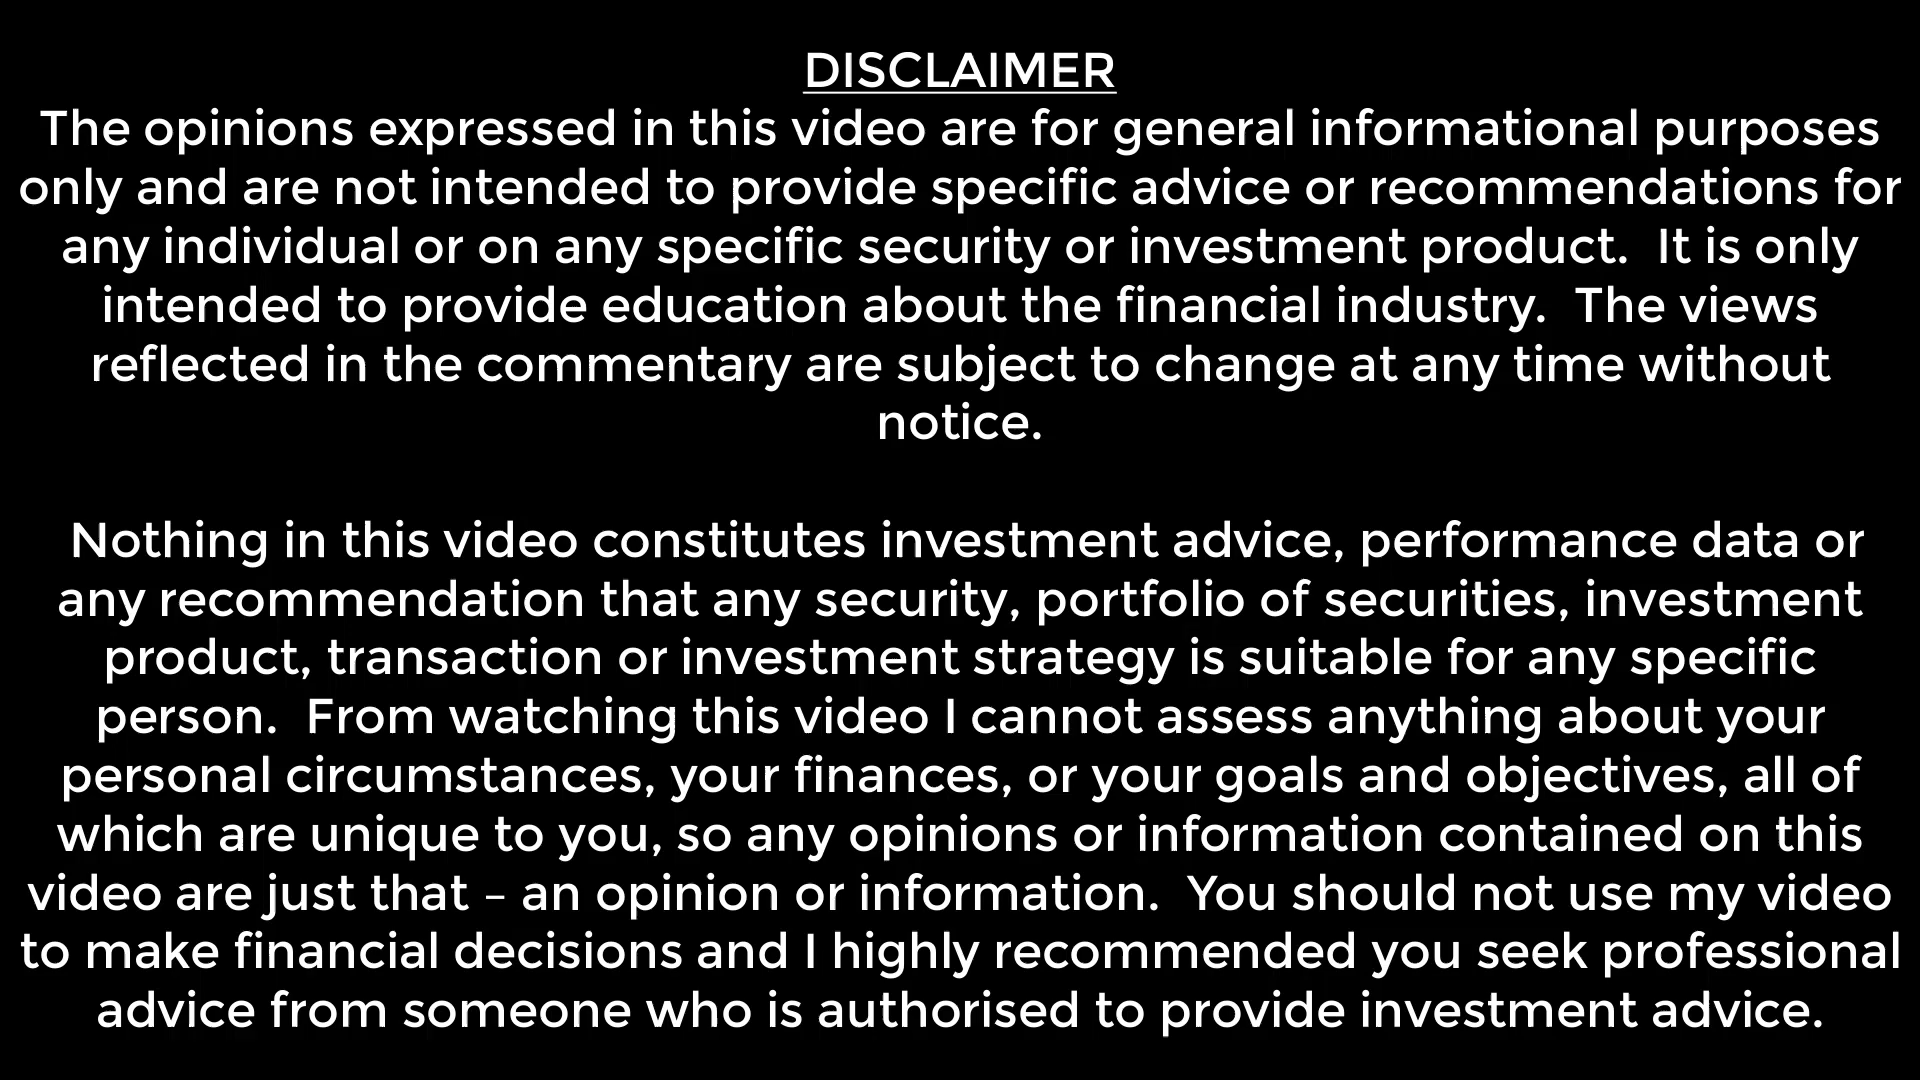 DISCLAIMER
The opinions expressed in this video are for general informational purposes
only and are not intended to provide specific advice or recommendations for
any individual or on any specific security or investment product.  It is only
intended to provide education about the financial industry.  The views
reflected in the commentary are subject to change at any time without
notice.
Nothing in this video constitutes investment advice, performance data or
any recommendation that any security, portfolio of securities, investment
product, transaction or investment strategy is suitable for any specific
person.  From watching this video I cannot assess anything about your
personal circumstances, your finances, or your goals and objectives, all of
which are unique to you, so any opinions or information contained on this
video are just that – an opinion or information.  You should not use my video
to make financial decisions and I highly recommended you seek professional
advice from someone who is authorised to provide investment advice.